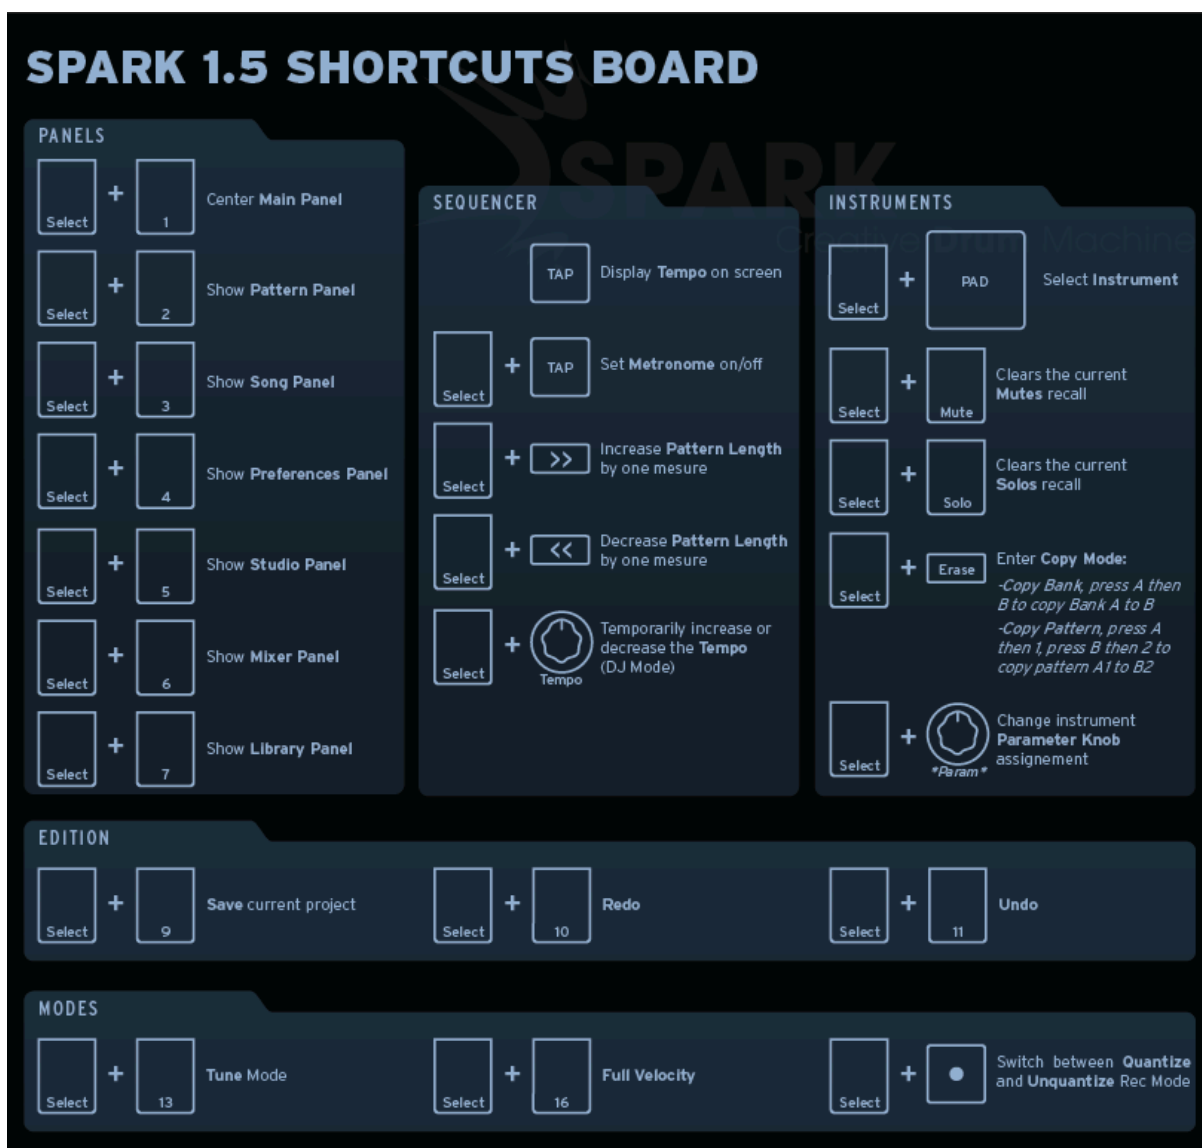 SPARK 1.5 SHORTCUTS BOARD
SPARK
Creative Drum Machine
PANELS
Select + 1 Center Main Panel
Select + 2 Show Pattern Panel
Select + 3 Show Song Panel
Select + 4 Show Preferences Panel
Select + 5 Show Studio Panel
Select + 6 Show Mixer Panel
Select + 7 Show Library Panel
SEQUENCER
TAP Display Tempo on screen
Select + TAP Set Metronome on/off
Select + >> Increase Pattern Length
by one mesure
Select + << Decrease Pattern Length
by one mesure
Select + Tempo Temporarily increase or
decrease the Tempo
(DJ Mode)
INSTRUMENTS
Select + PAD Select Instrument
Select + Mute Clears the current
Mutes recall
Select + Solo Clears the current
Solos recall
Select + Erase Enter Copy Mode:
-Copy Bank, press A then
B to copy Bank A to B
-Copy Pattern, press A
then 1, press B then 2 to
copy pattern A1 to B2
Select + *Param* Change instrument
Parameter Knob
assignement
EDITION
Select + 9 Save current project
Select + 10 Redo
Select + 11 Undo
MODES
Select + 13 Tune Mode
Select + 16 Full Velocity
Select + Switch between Quantize
and Unquantize Rec Mode